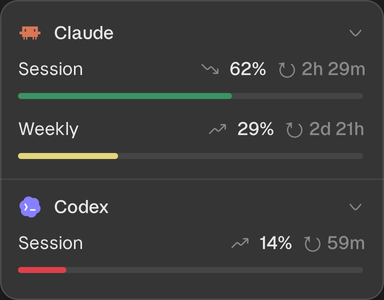 Claude
Session 62% 2h 29m
Weekly 29% 2d 21h
Codex
Session 14% 59m